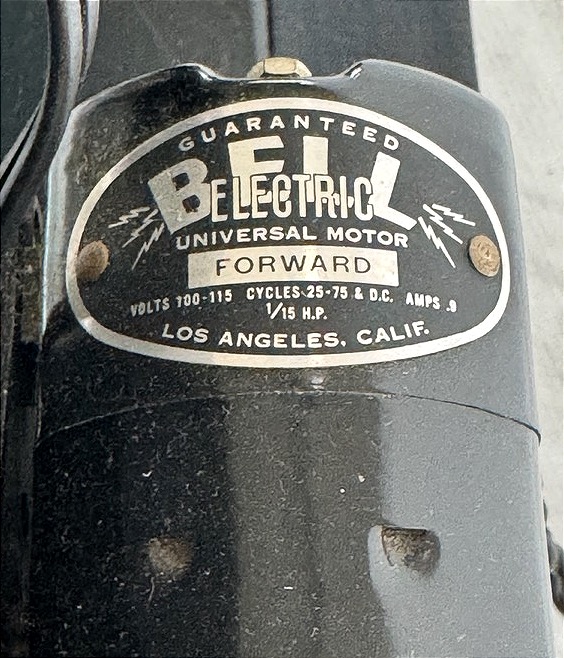 GUARANTEED
BELL
ELECTRIC
UNIVERSAL MOTOR
FORWARD
VOLTS 100-115 CYCLES 25-75 & D.C. AMPS .9
1/15 H.P.
LOS ANGELES, CALIF.